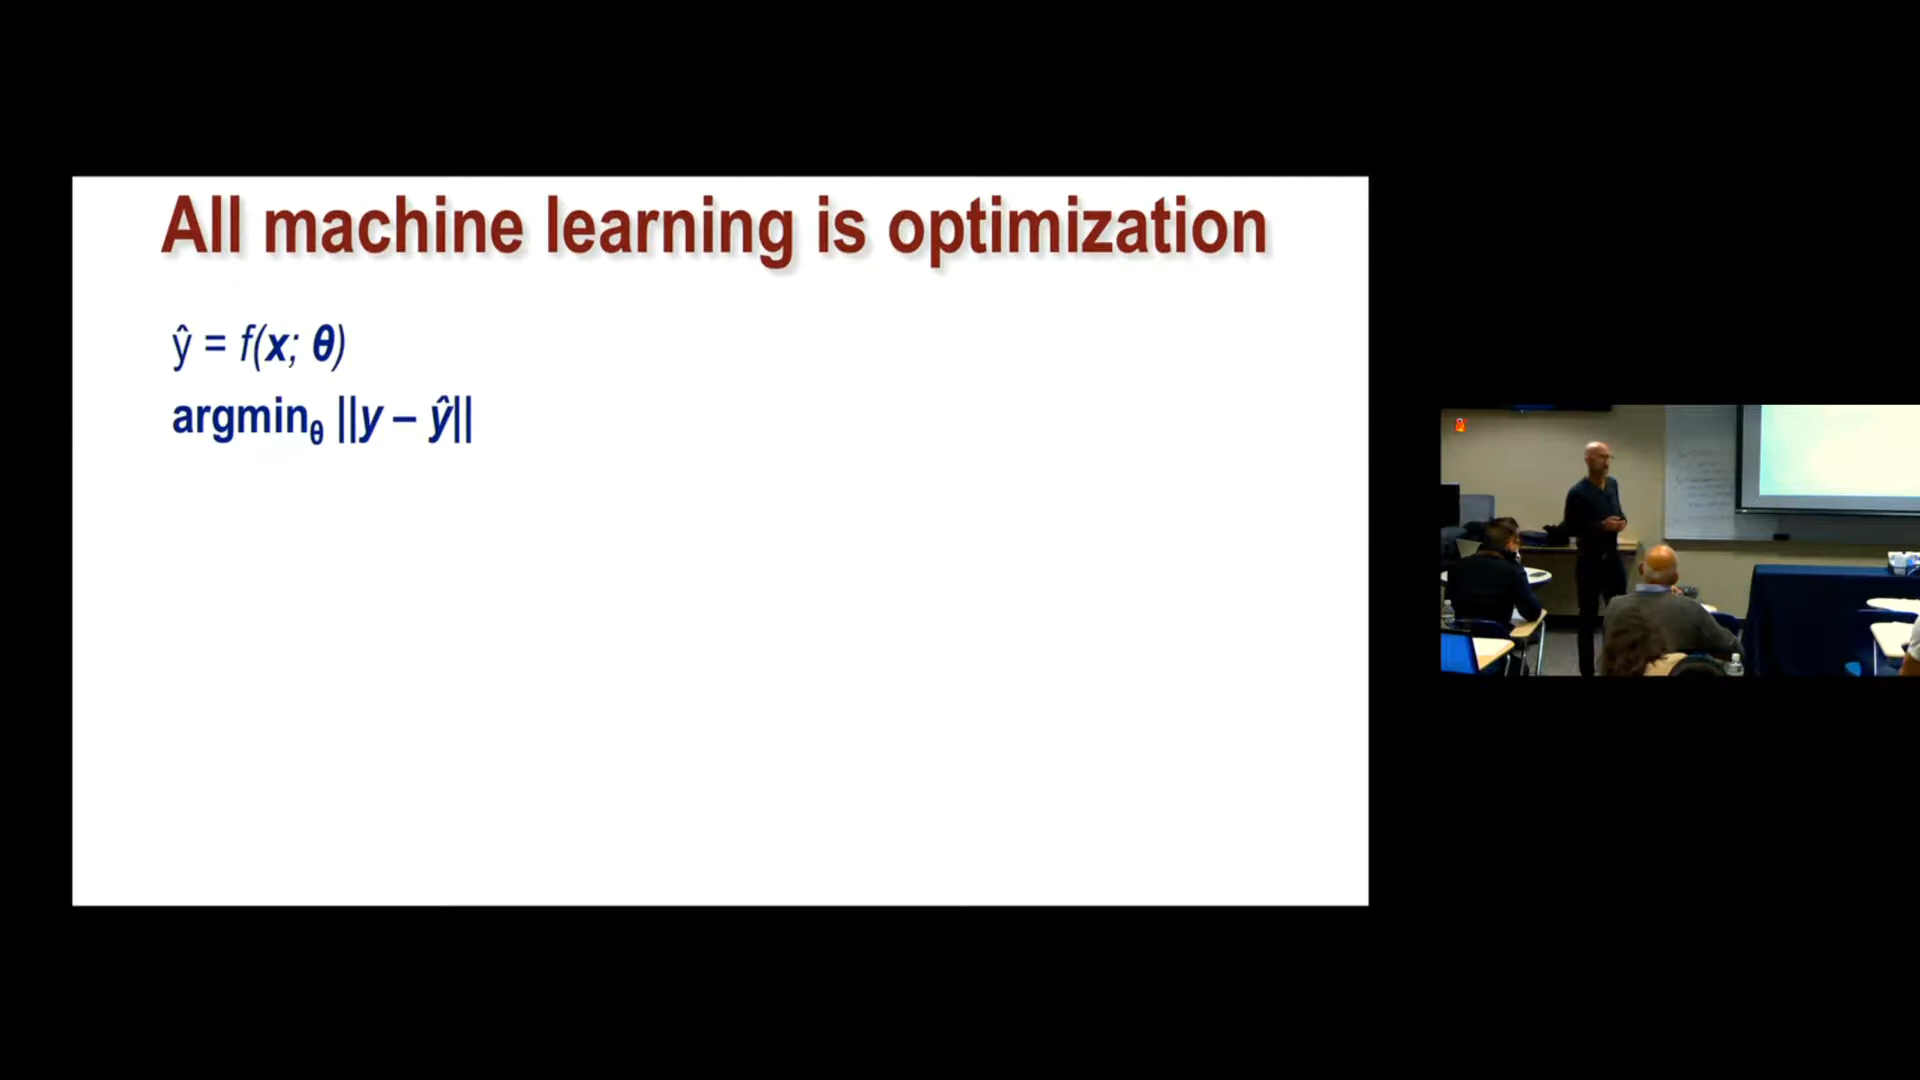 All machine learning is optimization
ŷ = f(x; θ)
argminθ ||y – ŷ||